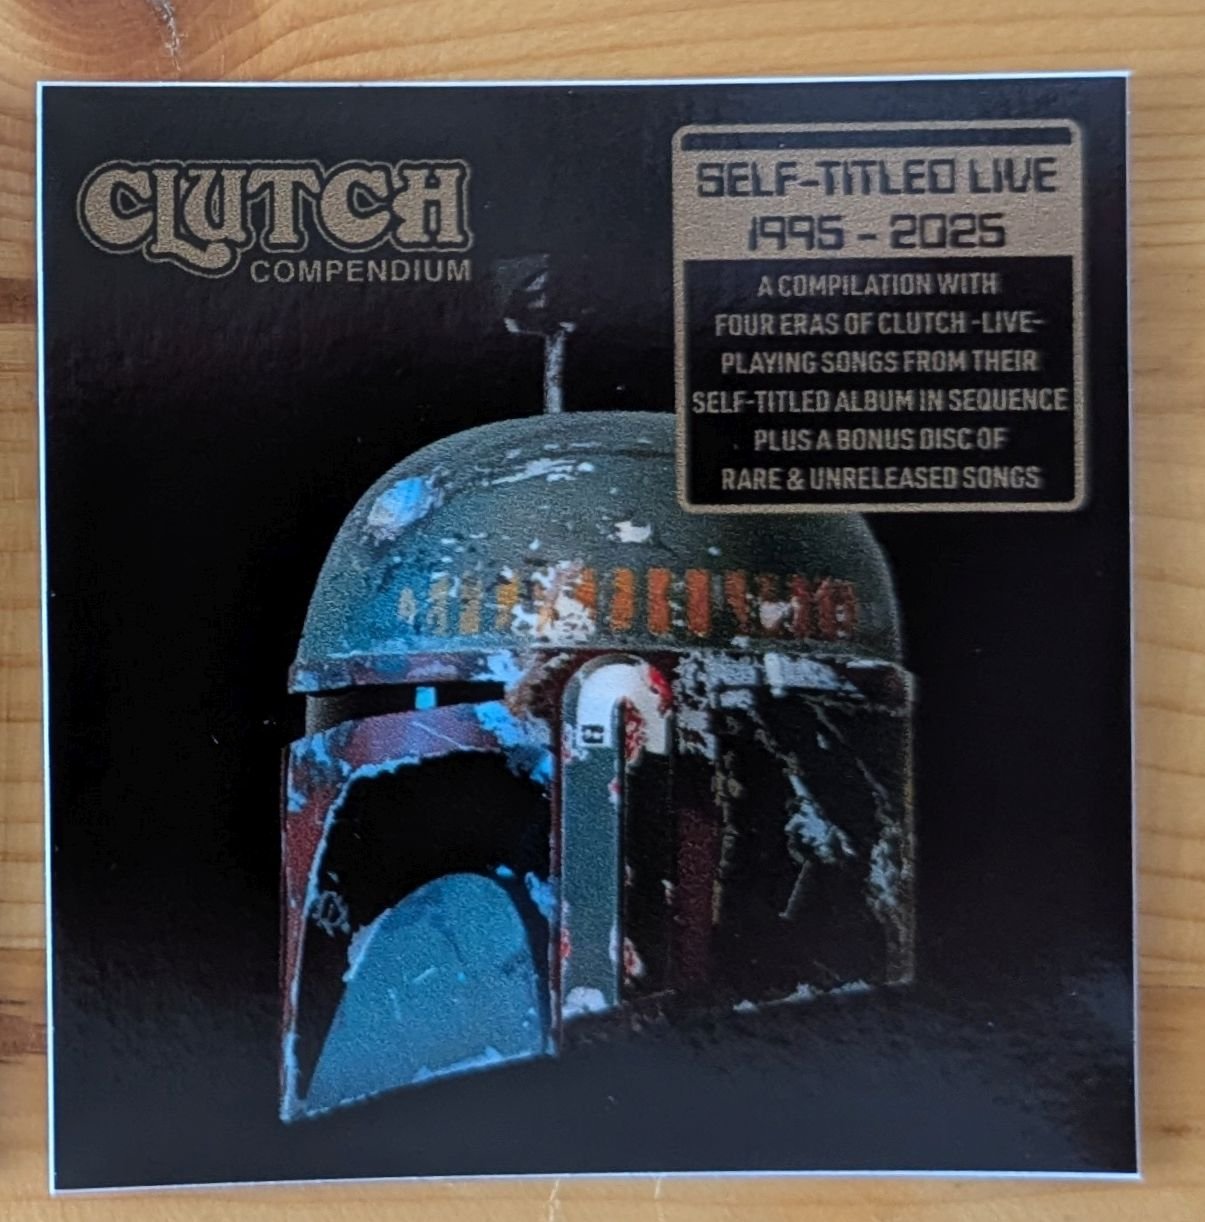 CLUTCH
COMPENDIUM
SELF-TITLED LIVE
1995 - 2025
A COMPILATION WITH
FOUR ERAS OF CLUTCH -LIVE-
PLAYING SONGS FROM THEIR
SELF-TITLED ALBUM IN SEQUENCE
PLUS A BONUS DISC OF
RARE & UNRELEASED SONGS